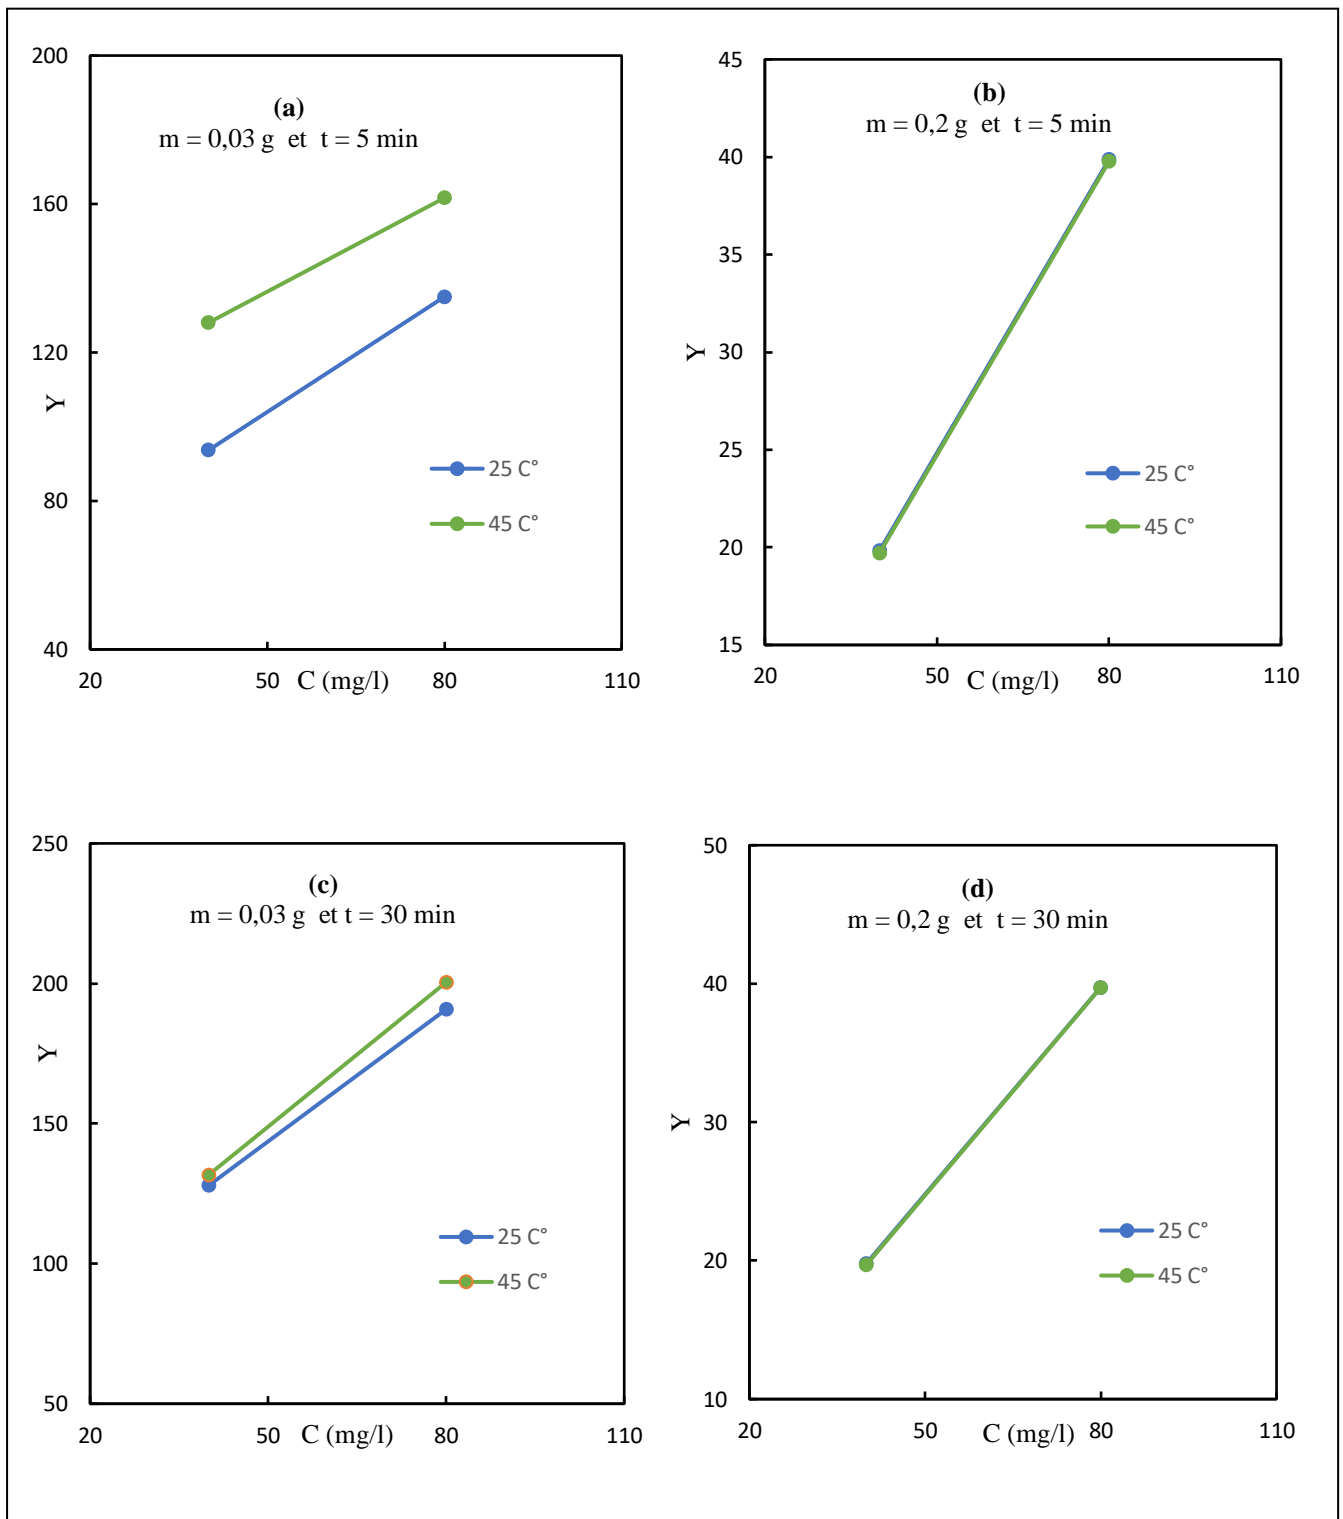 200
160
120
80
40
Y
(a)
m = 0,03 g et t = 5 min
25 C°
45 C°
20
50
C (mg/l)
80
110
45
40
35
30
25
20
15
Y
(b)
m = 0,2 g et t = 5 min
25 C°
45 C°
20
50
C (mg/l)
80
110
250
200
150
100
50
Y
(c)
m = 0,03 g et t = 30 min
25 C°
45 C°
20
50
C (mg/l)
80
110
50
40
30
20
10
Y
(d)
m = 0,2 g et t = 30 min
25 C°
45 C°
20
50
C (mg/l)
80
110